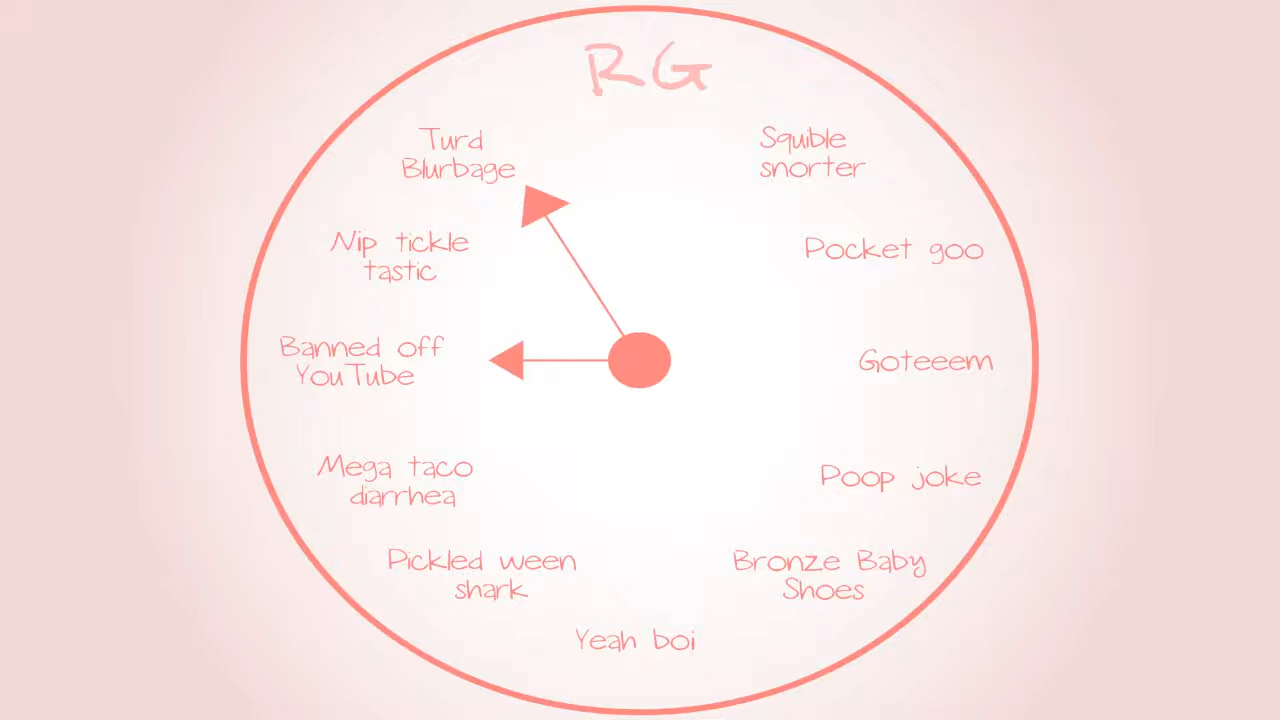 RG
Squible
snorter
Pocket goo
Goteeem
Poop joke
Bronze Baby
Shoes
Yeah boi
Pickled ween
shark
Mega taco
diarrhea
Banned off
YouTube
Nip tickle
tastic
Turd
Blurbage